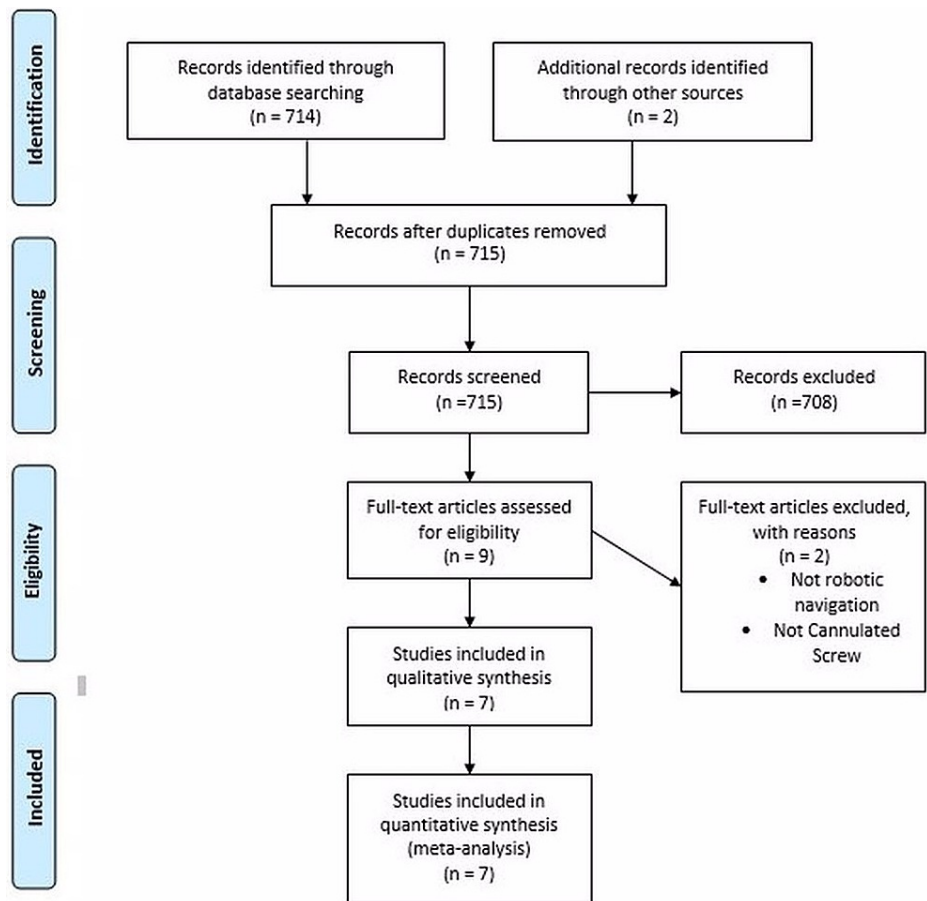 Identification
Records identified through
database searching
(n = 714)
Additional records identified
through other sources
(n = 2)
Records after duplicates removed
(n = 715)
Screening
Records screened
(n =715)
Records excluded
(n =708)
Eligibility
Full-text articles assessed
for eligibility
(n = 9)
Full-text articles excluded,
with reasons
(n = 2)
• Not robotic
navigation
• Not Cannulated
Screw
Studies included in
qualitative synthesis
(n = 7)
Included
Studies included in
quantitative synthesis
(meta-analysis)
(n = 7)